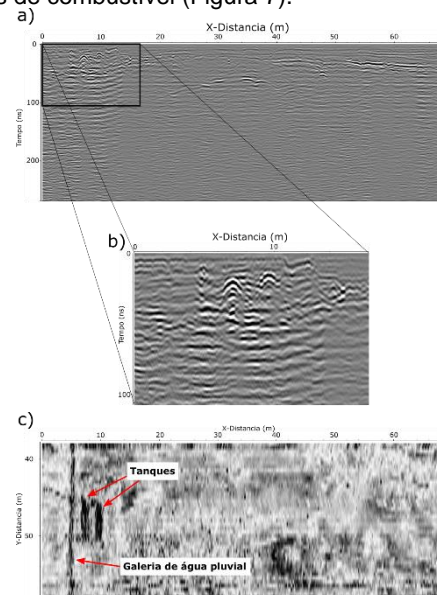 s de combustível (Figura 7).
a)
X-Distancia (m)
0 10 20 30 40 50 60
0
100
200
Tempo (ns)
b)
X-Distancia (m)
0 10
0
100
Tempo (ns)
c)
X-Distancia (m)
0 10 20 30 40 50 60
40
50
Y-Distancia (m)
Tanques
Galeria de água pluvial